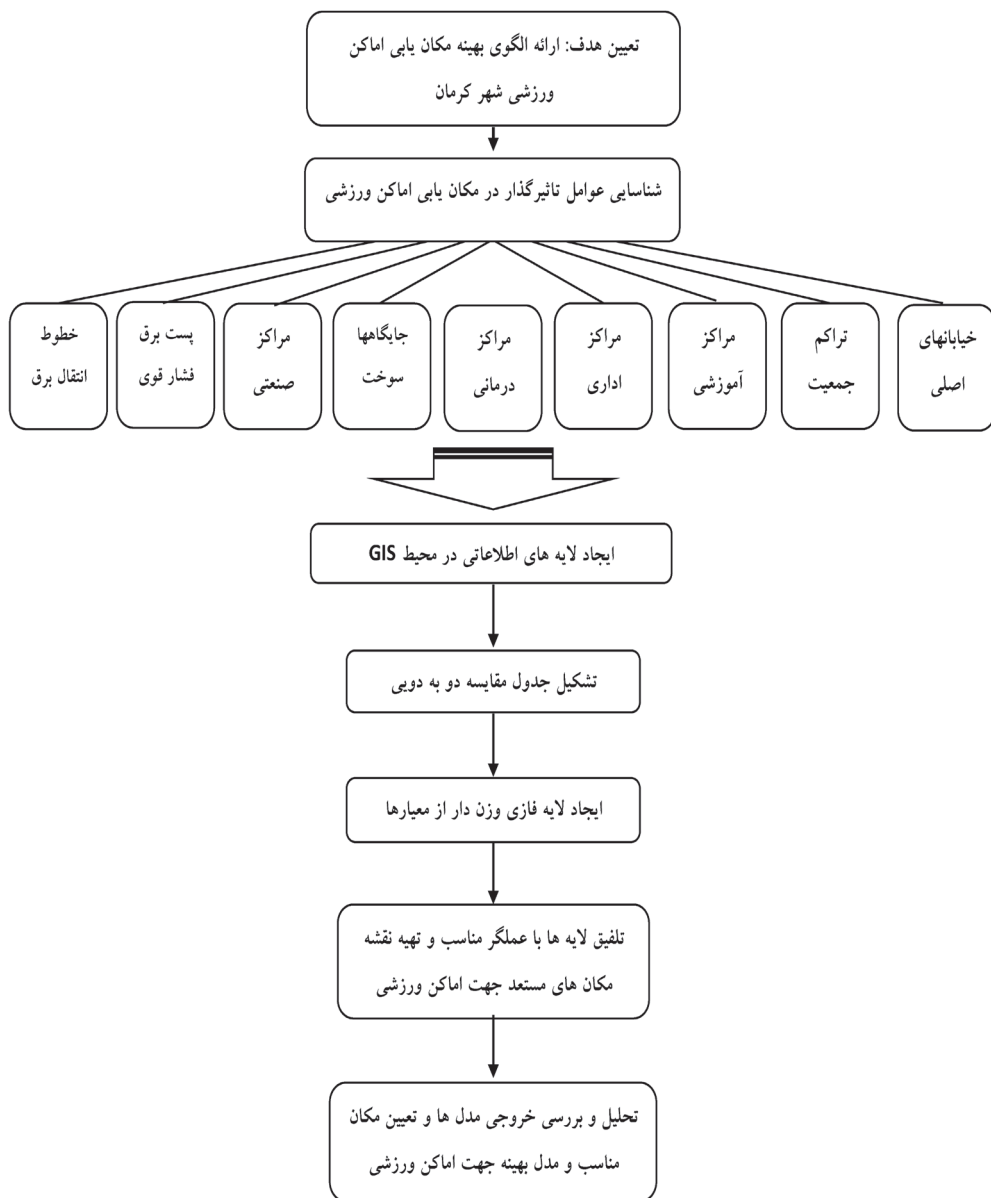 تعیین هدف: ارائه الگوی بهینه مکان یابی اماکن
ورزشی شهر کرمان
شناسایی عوامل تاثیرگذار در مکان یابی اماکن ورزشی
خیابانهای
اصلی
تراکم
جمعیت
مراکز
آموزشی
مراکز
اداری
مراکز
درمانی
جایگاهها
سوخت
مراکز
صنعتی
پست برق
فشار قوی
خطوط
انتقال برق
ایجاد لایه های اطلاعاتی در محیط GIS
تشکیل جدول مقایسه دو به دویی
ایجاد لایه فازی وزن دار از معیارها
تلفیق لایه ها با عملگر مناسب و تهیه نقشه
مکان های مستعد جهت اماکن ورزشی
تحلیل و بررسی خروجی مدل ها و تعیین مکان
مناسب و مدل بهینه جهت اماکن ورزشی